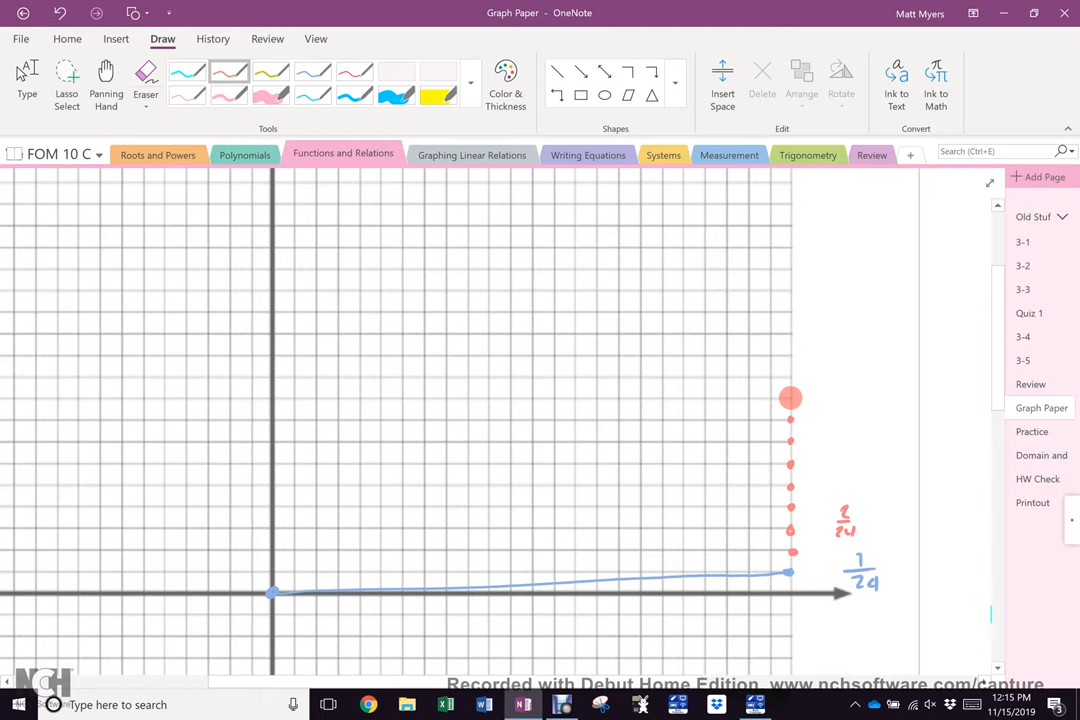 Graph Paper - OneNote
Matt Myers
File Home Insert Draw History Review View
Type
Lasso Select
Panning Hand
Eraser
Color & Thickness
Insert Space
Delete
Arrange
Rotate
Ink to Text
Ink to Math
Tools
Shapes
Edit
Convert
FOM 10 C
Roots and Powers
Polynomials
Functions and Relations
Graphing Linear Relations
Writing Equations
Systems
Measurement
Trigonometry
Review
+
Search (Ctrl+E)
+ Add Page
Old Stuf
3-1
3-2
3-3
Quiz 1
3-4
3-5
Review
Graph Paper
Practice
Domain and
HW Check
Printout
2
24
1
24
NCH
Recorded with Debut Home Edition. www.nchsoftware.com/capture
Type here to search
12:15 PM
11/15/2019
3